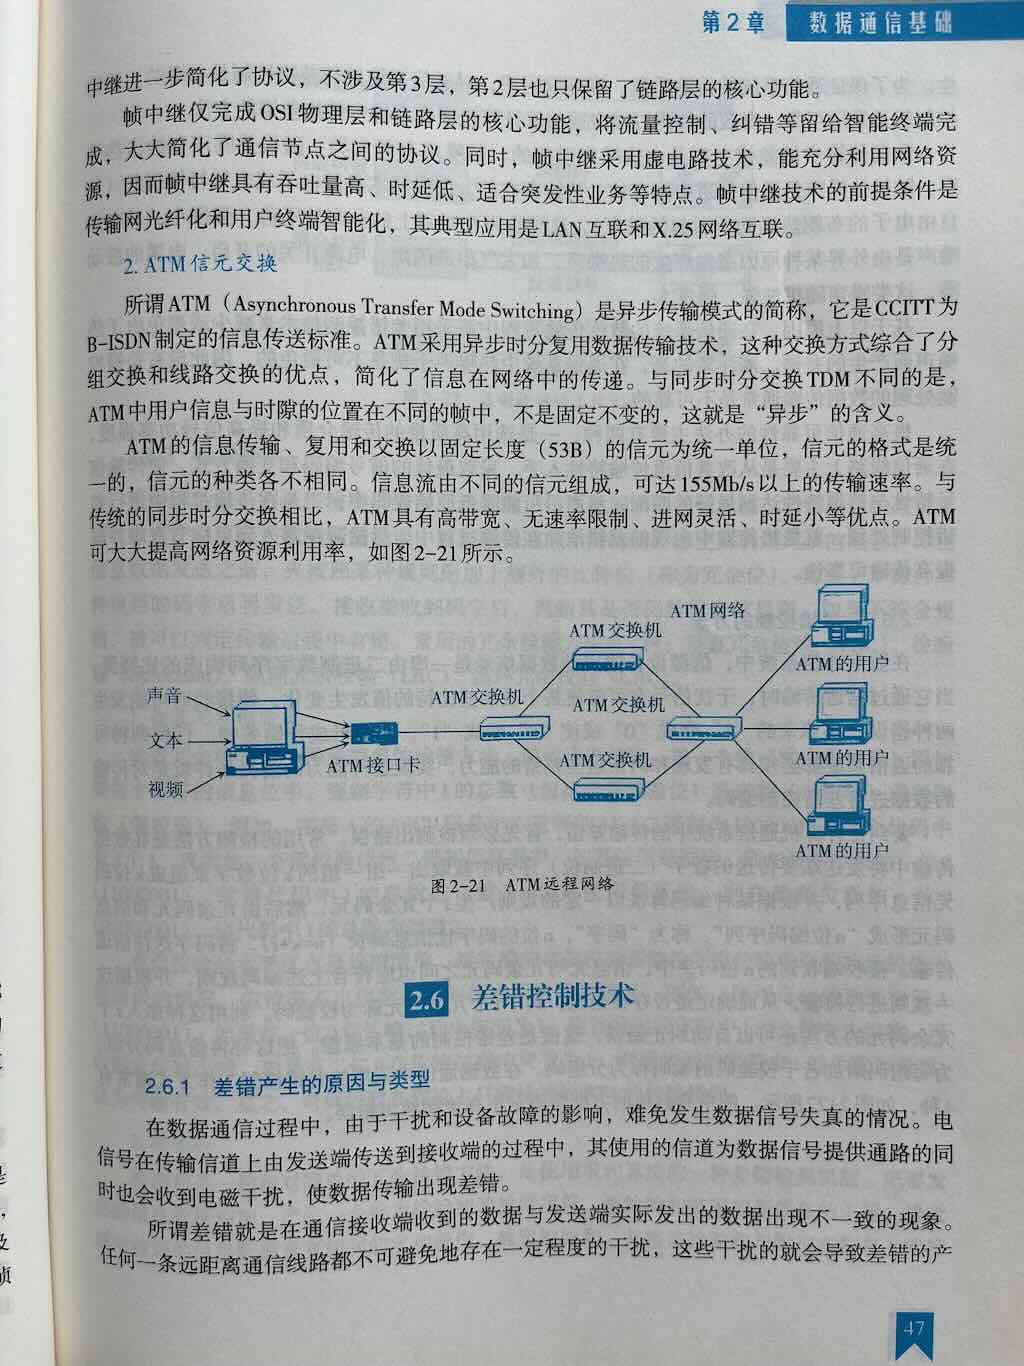 第2章 数据通信基础
中继进一步简化了协议，不涉及第3层，第2层也只保留了链路层的核心功能。
帧中继仅完成OSI物理层和链路层的核心功能，将流量控制、纠错等留给智能终端完
成，大大简化了通信节点之间的协议。同时，帧中继采用虚电路技术，能充分利用网络资
源，因而帧中继具有吞吐量高、时延低、适合突发性业务等特点。帧中继技术的前提条件是
传输网光纤化和用户终端智能化，其典型应用是LAN互联和X.25网络互联。
2. ATM信元交换
所谓ATM（Asynchronous Transfer Mode Switching）是异步传输模式的简称，它是CCITT为
B-ISDN制定的信息传送标准。ATM采用异步时分复用数据传输技术，这种交换方式综合了分
组交换和线路交换的优点，简化了信息在网络中的传递。与同步时分交换TDM不同的是，
ATM中用户信息与时隙的位置在不同的帧中，不是固定不变的，这就是“异步”的含义。
ATM的信息传输、复用和交换以固定长度（53B）的信元为统一单位，信元的格式是统
一的，信元的种类各不相同。信息流由不同的信元组成，可达155Mb/s以上的传输速率。与
传统的同步时分交换相比，ATM具有高带宽、无速率限制、进网灵活、时延小等优点。ATM
可大大提高网络资源利用率，如图2-21所示。
ATM网络
ATM交换机
ATM的用户
声音
ATM交换机
ATM交换机
文本
ATM接口卡
ATM交换机
ATM的用户
视频
ATM的用户
图2-21 ATM远程网络
2.6 差错控制技术
2.6.1 差错产生的原因与类型
在数据通信过程中，由于干扰和设备故障的影响，难免发生数据信号失真的情况。电
信号在传输信道上由发送端传送到接收端的过程中，其使用的信道为数据信号提供通路的同
时也会收到电磁干扰，使数据传输出现差错。
所谓差错就是在通信接收端收到的数据与发送端实际发出的数据出现不一致的现象。
任何一条远距离通信线路都不可避免地存在一定程度的干扰，这些干扰的就会导致差错的产
47